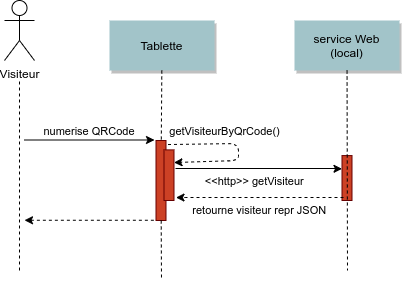 Tablette
service Web
(local)
Visiteur
numerise QRCode
getVisiteurByQrCode()
<<http>> getVisiteur
retourne visiteur repr JSON